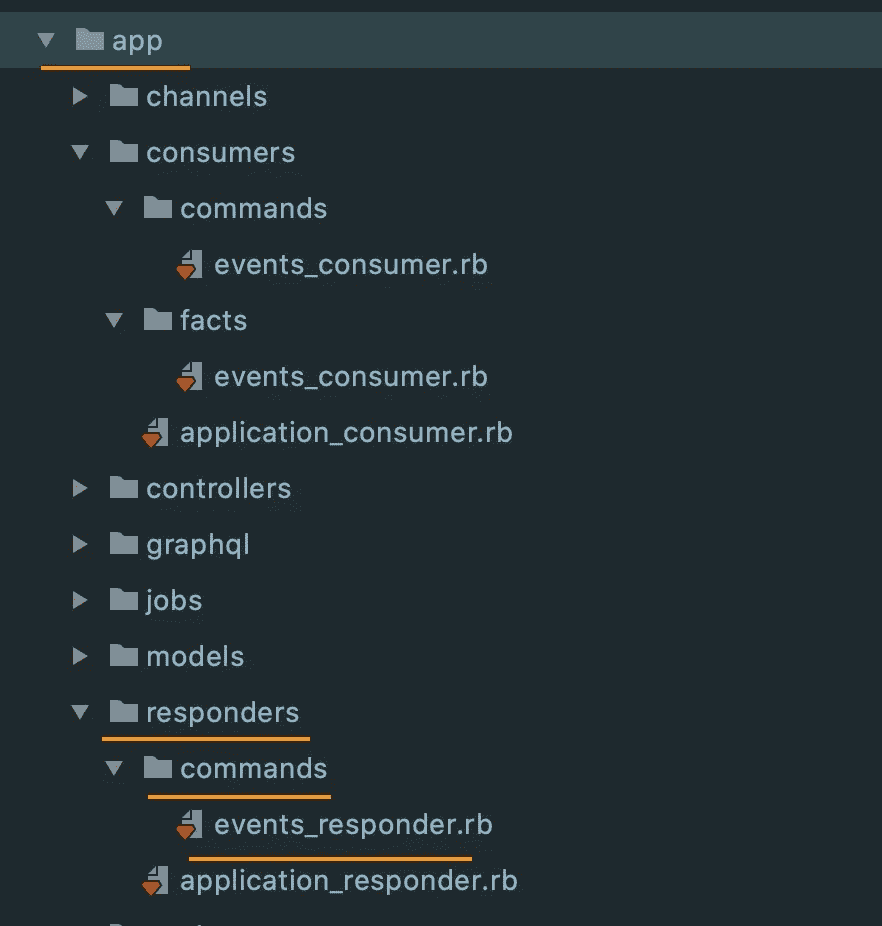 app
channels
consumers
commands
events_consumer.rb
facts
events_consumer.rb
application_consumer.rb
controllers
graphql
jobs
models
responders
commands
events_responder.rb
application_responder.rb